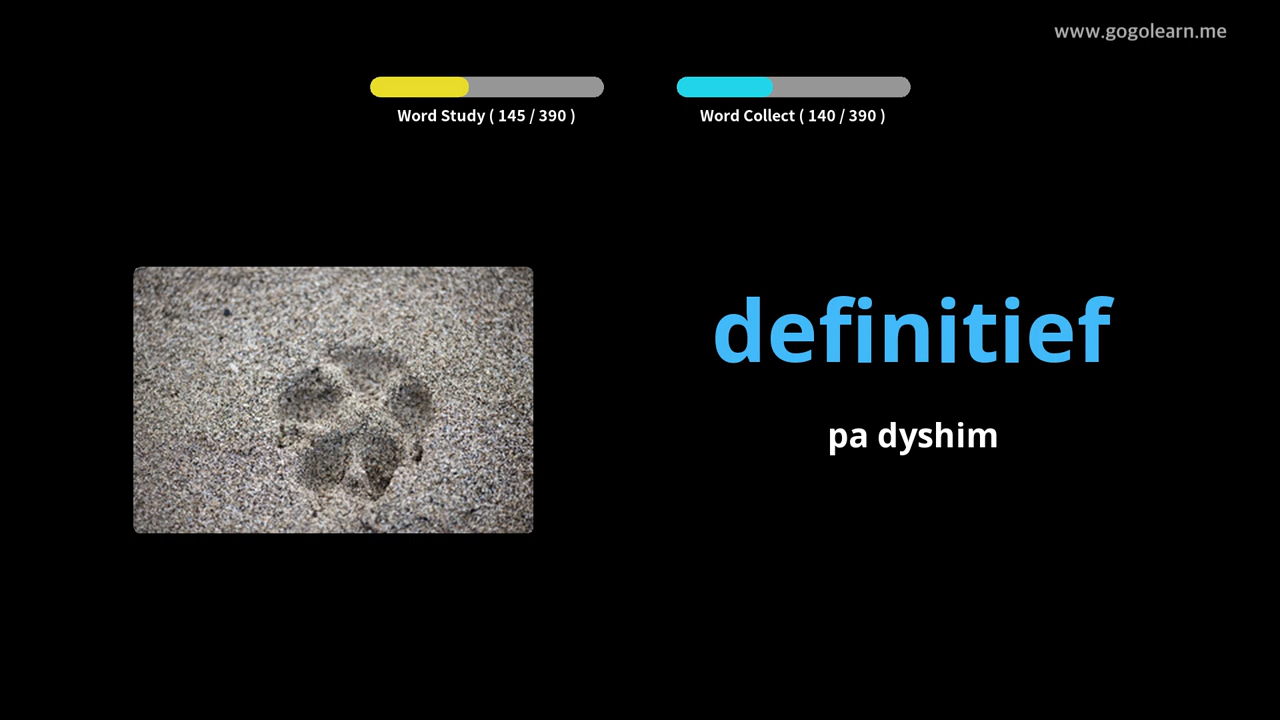 www.gogolearn.me
Word Study ( 145 / 390 )
Word Collect ( 140 / 390 )
definitief
pa dyshim